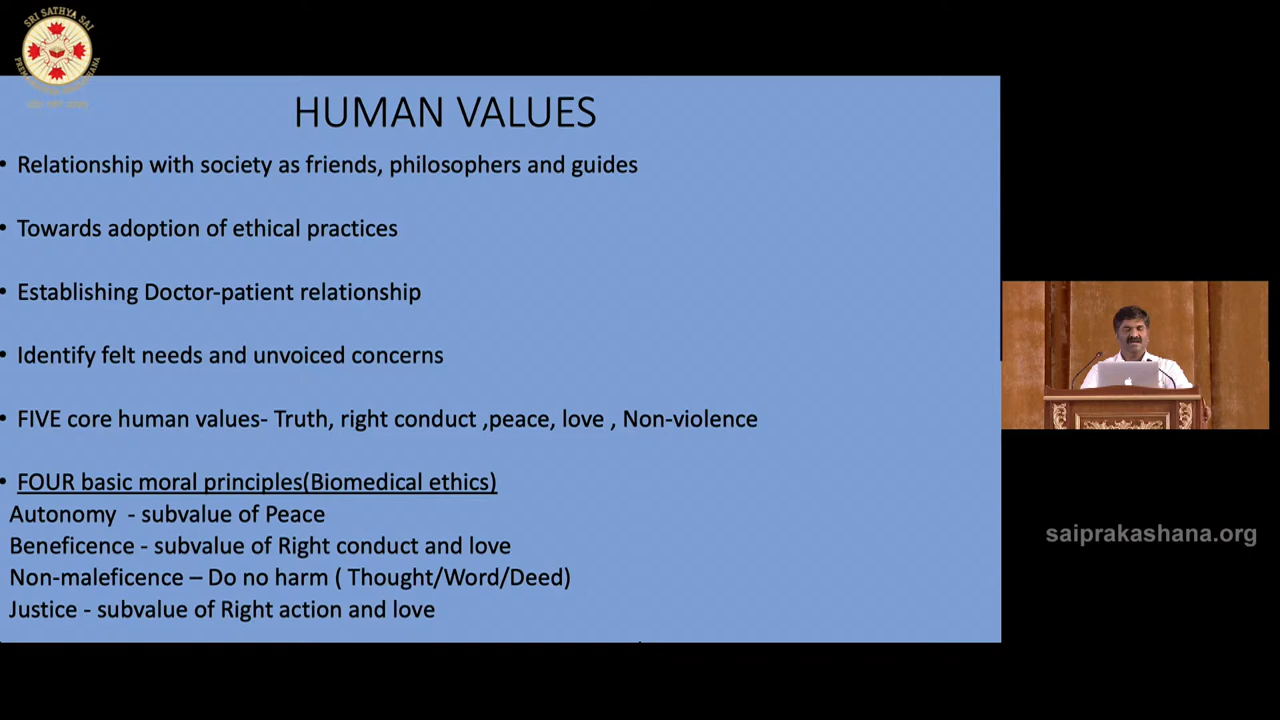 SRI SATHYA SAI
HUMAN VALUES
• Relationship with society as friends, philosophers and guides
• Towards adoption of ethical practices
• Establishing Doctor-patient relationship
• Identify felt needs and unvoiced concerns
• FIVE core human values- Truth, right conduct ,peace, love , Non-violence
• FOUR basic moral principles(Biomedical ethics)
Autonomy - subvalue of Peace
Beneficence - subvalue of Right conduct and love
Non-maleficence – Do no harm ( Thought/Word/Deed)
Justice - subvalue of Right action and love
saiprakashana.org